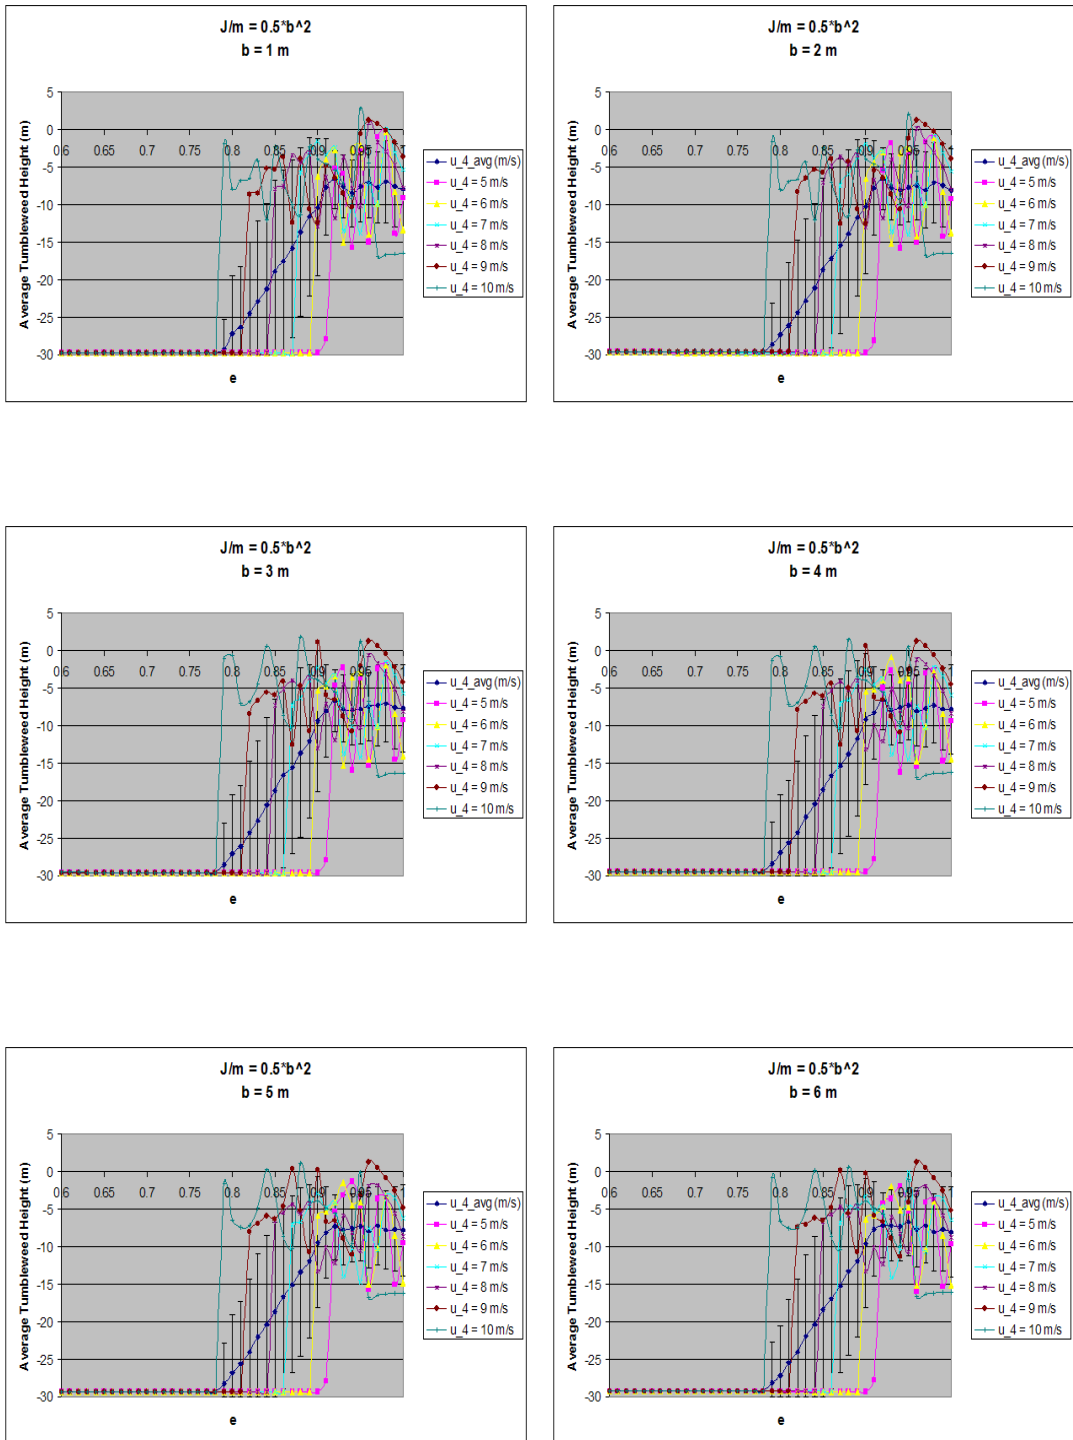 J/m = 0.5*b^2
b = 1 m
Average Tumbleweed Height (m)
5
0
-5
-10
-15
-20
-25
-30
0.6
0.65
0.7
0.75
0.8
0.85
0.9
0.95
e
u_4_avg (m/s)
u_4 = 5 m/s
u_4 = 6 m/s
u_4 = 7 m/s
u_4 = 8 m/s
u_4 = 9 m/s
u_4 = 10 m/s
J/m = 0.5*b^2
b = 2 m
Average Tumbleweed Height (m)
5
0
-5
-10
-15
-20
-25
-30
0.6
0.65
0.7
0.75
0.8
0.85
0.9
0.95
e
u_4_avg (m/s)
u_4 = 5 m/s
u_4 = 6 m/s
u_4 = 7 m/s
u_4 = 8 m/s
u_4 = 9 m/s
u_4 = 10 m/s
J/m = 0.5*b^2
b = 3 m
Average Tumbleweed Height (m)
5
0
-5
-10
-15
-20
-25
-30
0.6
0.65
0.7
0.75
0.8
0.85
0.9
0.95
e
u_4_avg (m/s)
u_4 = 5 m/s
u_4 = 6 m/s
u_4 = 7 m/s
u_4 = 8 m/s
u_4 = 9 m/s
u_4 = 10 m/s
J/m = 0.5*b^2
b = 4 m
Average Tumbleweed Height (m)
5
0
-5
-10
-15
-20
-25
-30
0.6
0.65
0.7
0.75
0.8
0.85
0.9
0.95
e
u_4_avg (m/s)
u_4 = 5 m/s
u_4 = 6 m/s
u_4 = 7 m/s
u_4 = 8 m/s
u_4 = 9 m/s
u_4 = 10 m/s
J/m = 0.5*b^2
b = 5 m
Average Tumbleweed Height (m)
5
0
-5
-10
-15
-20
-25
-30
0.6
0.65
0.7
0.75
0.8
0.85
0.9
0.95
e
u_4_avg (m/s)
u_4 = 5 m/s
u_4 = 6 m/s
u_4 = 7 m/s
u_4 = 8 m/s
u_4 = 9 m/s
u_4 = 10 m/s
J/m = 0.5*b^2
b = 6 m
Average Tumbleweed Height (m)
5
0
-5
-10
-15
-20
-25
-30
0.6
0.65
0.7
0.75
0.8
0.85
0.9
0.95
e
u_4_avg (m/s)
u_4 = 5 m/s
u_4 = 6 m/s
u_4 = 7 m/s
u_4 = 8 m/s
u_4 = 9 m/s
u_4 = 10 m/s